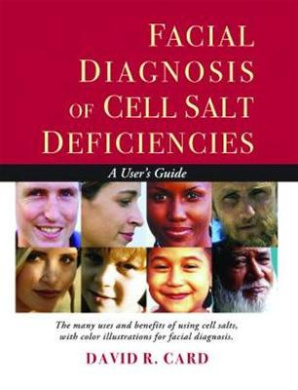 FACIAL
DIAGNOSIS
OF CELL SALT
DEFICIENCIES
A User's Guide
The many uses and benefits of using cell salts,
with color illustrations for facial diagnosis.
DAVID R. CARD